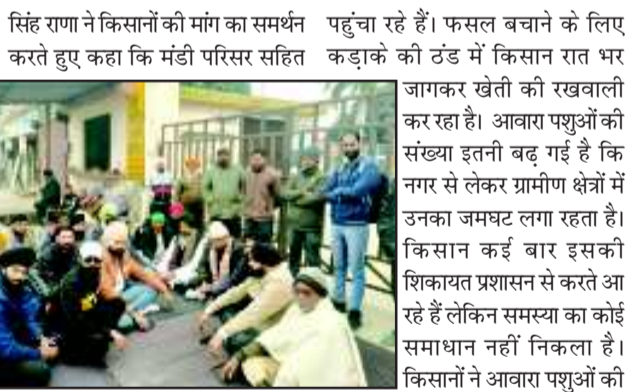 सिंह राणा ने किसानों की मांग का समर्थन
करते हुए कहा कि मंडी परिसर सहित
पहुंचा रहे हैं। फसल बचाने के लिए
कड़ाके की ठंड में किसान रात भर
जागकर खेती की रखवाली
कर रहा है। आवारा पशुओं की
संख्या इतनी बढ़ गई है कि
नगर से लेकर ग्रामीण क्षेत्रों में
उनका जमघट लगा रहता है।
किसान कई बार इसकी
शिकायत प्रशासन से करते आ
रहे हैं लेकिन समस्या का कोई
समाधान नहीं निकला है।
किसानों ने आवारा पशुओं की